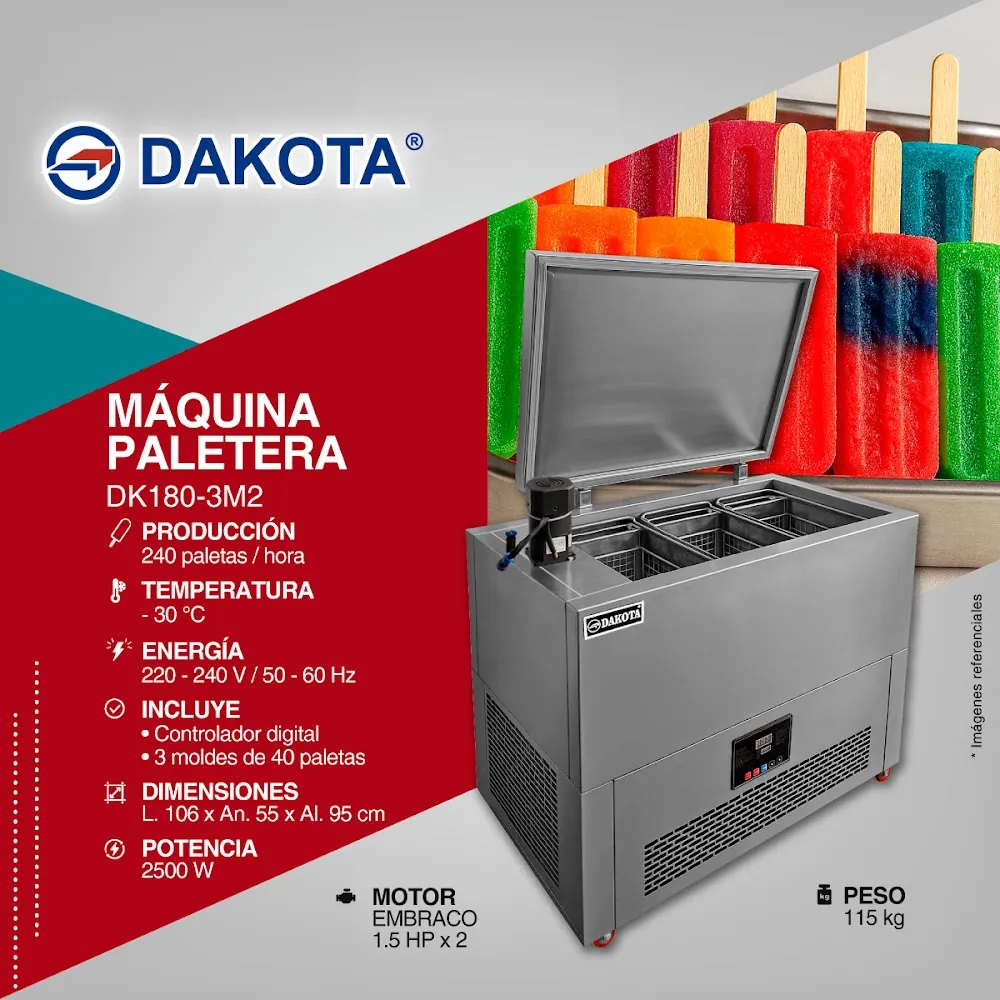 DAKOTA®
MÁQUINA
PALETERA
DK180-3M2
PRODUCCIÓN
240 paletas / hora
TEMPERATURA
- 30 °C
ENERGÍA
220 - 240 V / 50 - 60 Hz
INCLUYE
• Controlador digital
• 3 moldes de 40 paletas
DIMENSIONES
L. 106 x An. 55 x Al. 95 cm
POTENCIA
2500 W
MOTOR
EMBRACO
1.5 HP x 2
kg
PESO
115 kg
DAKOTA
* Imágenes referenciales